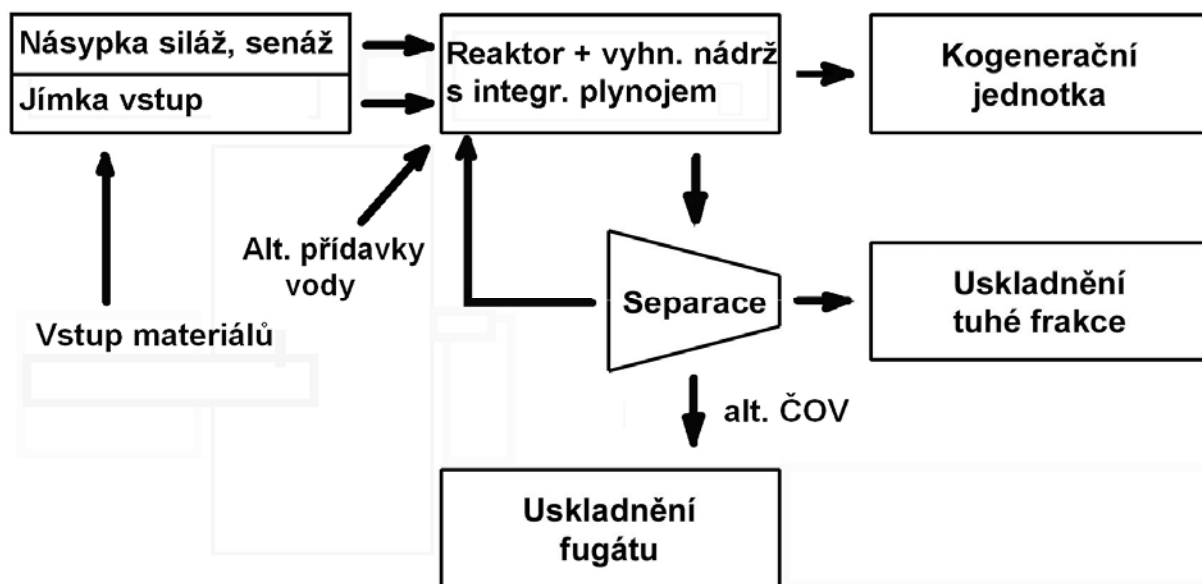 Násypka siláž, senáž
Jímka vstup
Reaktor + vyhn. nádrž
s integr. plynojem
Kogenerační
jednotka
Alt. přídavky
vody
Vstup materiálů
Separace
Uskladnění
tuhé frakce
alt. ČOV
Uskladnění
fugátu